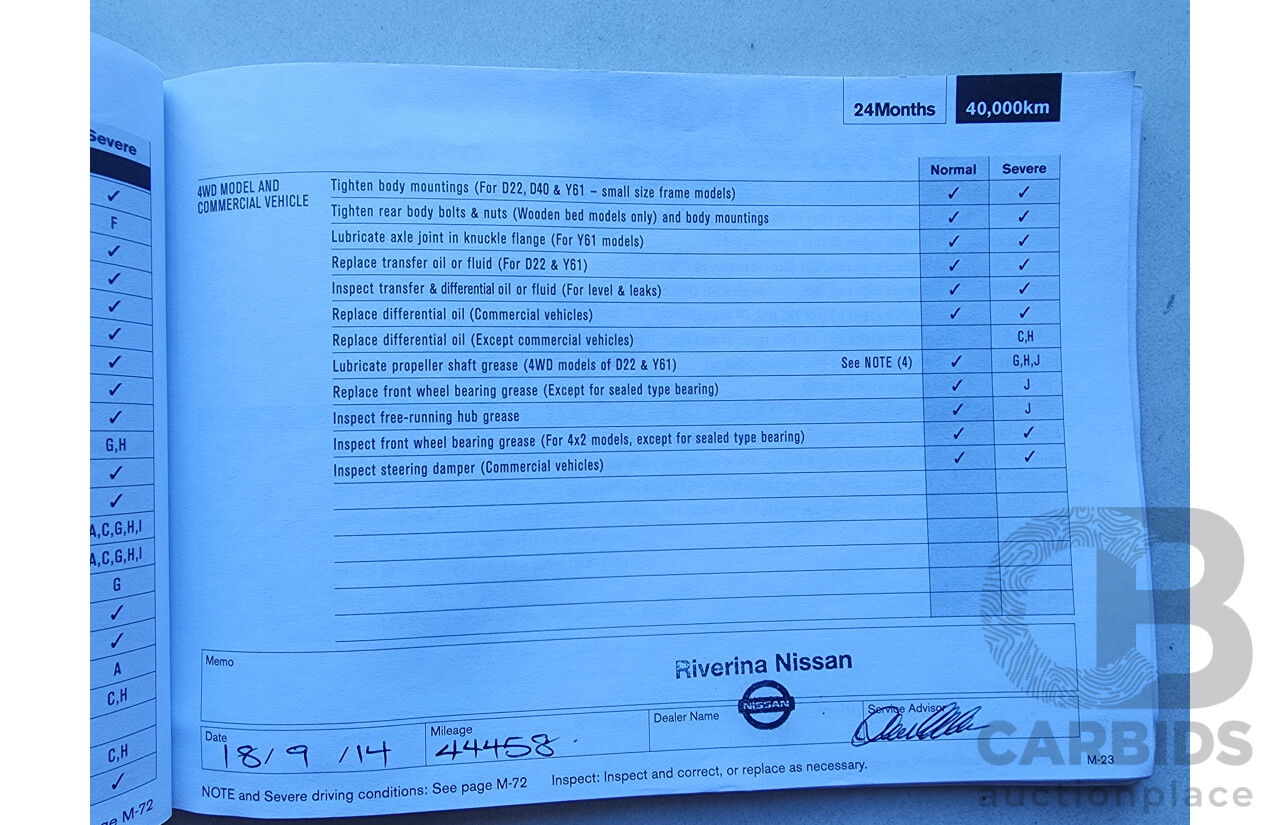 Severe
✓
F
✓
✓
✓
✓
✓
✓
✓
G,H
✓
✓
A,C,G,H,I
A,C,G,H,I
G
✓
✓
A
C,H
C,H
✓
M-72
24Months 40,000km
Normal Severe
4WD MODEL AND
COMMERCIAL VEHICLE
Tighten body mountings (For D22, D40 & Y61 – small size frame models) ✓ ✓
Tighten rear body bolts & nuts (Wooden bed models only) and body mountings ✓ ✓
Lubricate axle joint in knuckle flange (For Y61 models) ✓ ✓
Replace transfer oil or fluid (For D22 & Y61) ✓ ✓
Inspect transfer & differential oil or fluid (For level & leaks) ✓ ✓
Replace differential oil (Commercial vehicles) ✓ ✓
Replace differential oil (Except commercial vehicles) C,H
Lubricate propeller shaft grease (4WD models of D22 & Y61) See NOTE (4) ✓ G,H,J
Replace front wheel bearing grease (Except for sealed type bearing) ✓ J
Inspect free-running hub grease ✓ J
Inspect front wheel bearing grease (For 4x2 models, except for sealed type bearing) ✓ ✓
Inspect steering damper (Commercial vehicles) ✓ ✓
Memo
Riverina Nissan
NISSAN
Date 18/9/14
Mileage 44458
Dealer Name
Service Advisor
NOTE and Severe driving conditions: See page M-72 Inspect: Inspect and correct, or replace as necessary.
M-23
CB
CARBIDS
auctionplace